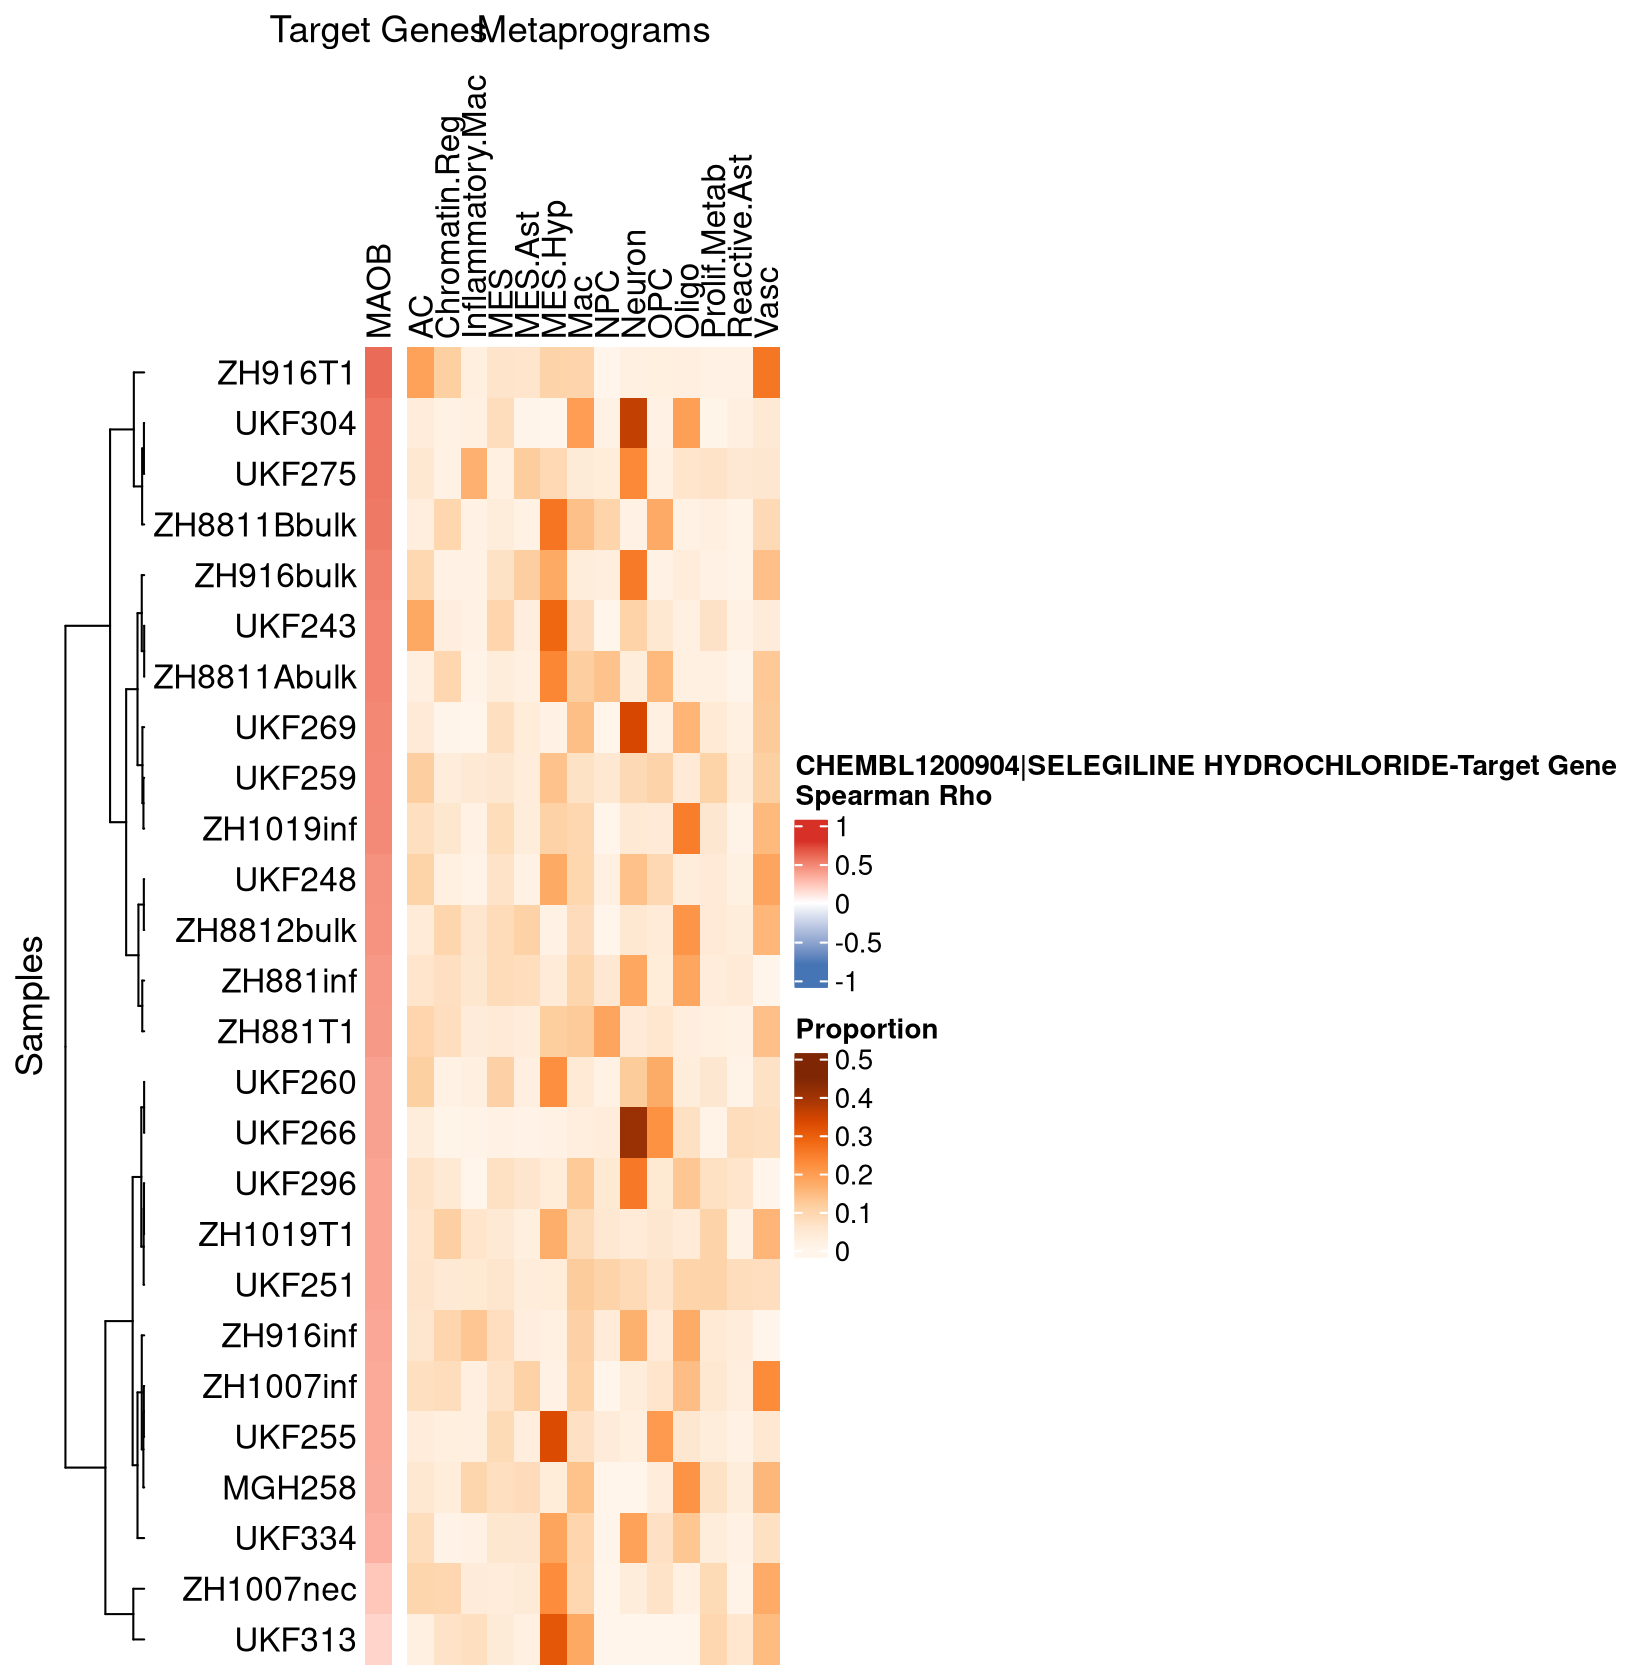 Target Genes
Metaprograms
MAOB
AC
Chromatin.Reg
Inflammatory.Mac
MES
MES.Ast
MES.Hyp
Mac
NPC
Neuron
OPC
Oligo
Prolif.Metab
Reactive.Ast
Vasc
Samples
ZH916T1
UKF304
UKF275
ZH8811Bbulk
ZH916bulk
UKF243
ZH8811Abulk
UKF269
UKF259
ZH1019inf
UKF248
ZH8812bulk
ZH881inf
ZH881T1
UKF260
UKF266
UKF296
ZH1019T1
UKF251
ZH916inf
ZH1007inf
UKF255
MGH258
UKF334
ZH1007nec
UKF313
CHEMBL1200904|SELEGILINE HYDROCHLORIDE-Target Gene
Spearman Rho
1
0.5
0
-0.5
-1
Proportion
0.5
0.4
0.3
0.2
0.1
0